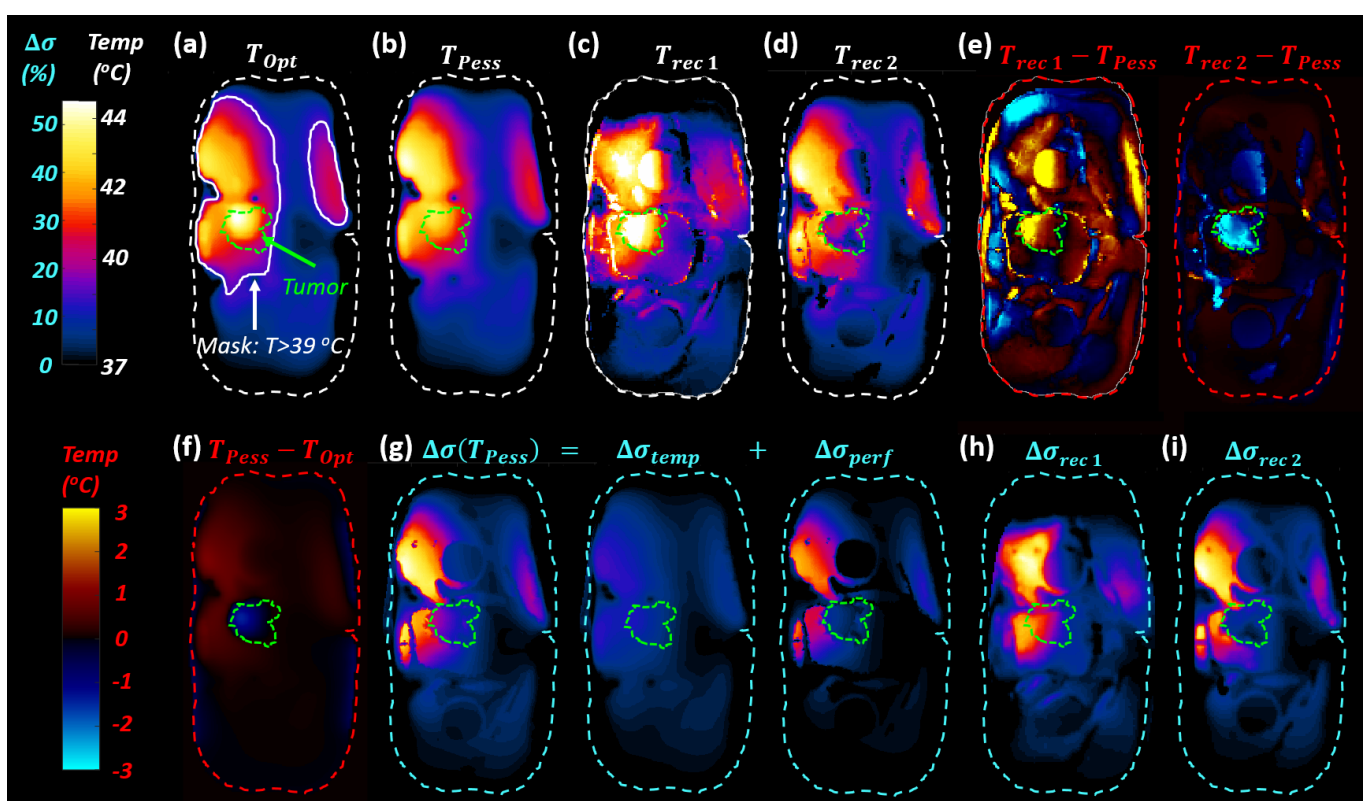 Δσ Temp
(%) (°C)
50 44
40 42
30
20 40
10
0 37
(a) T_Opt
(b) T_Pess
(c) T_rec 1
(d) T_rec 2
(e) T_rec 1 − T_Pess T_rec 2 − T_Pess
Tumor
Mask: T>39 °C
Temp
(°C)
3
2
1
0
-1
-2
-3
(f) T_Pess − T_Opt
(g) Δσ(T_Pess) = Δσ_temp + Δσ_perf
(h) Δσ_rec 1
(i) Δσ_rec 2